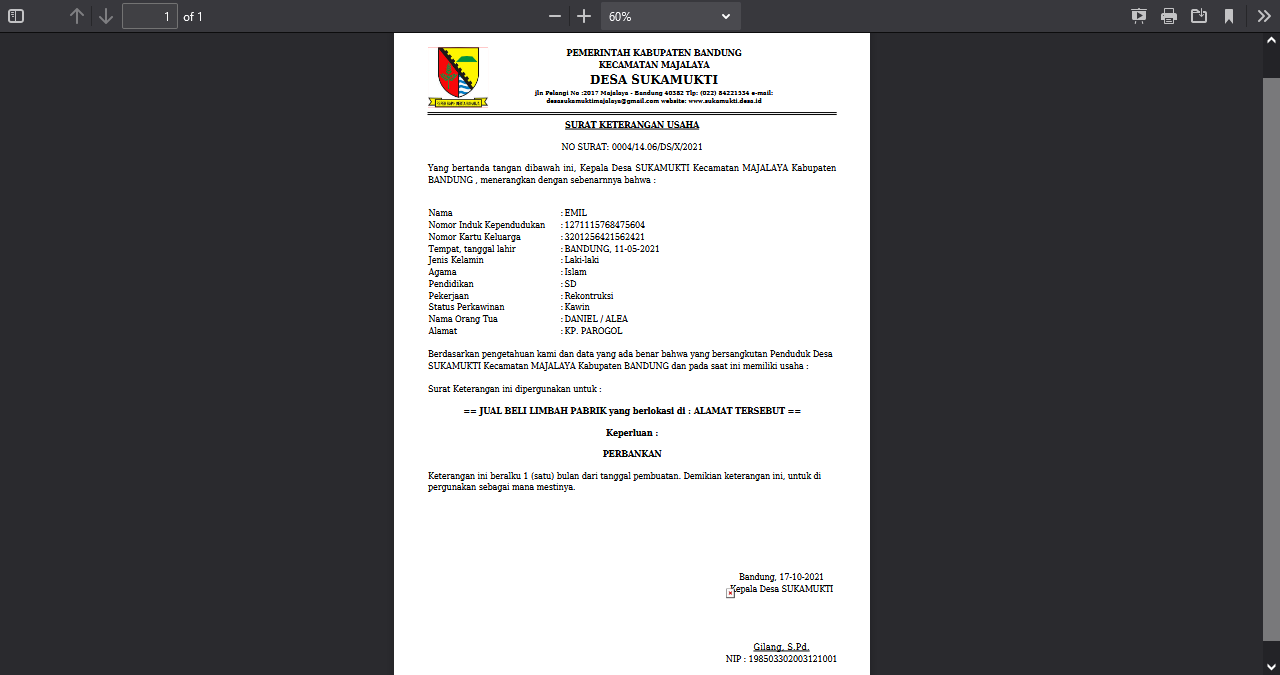 1 of 1
60%
PEMERINTAH KABUPATEN BANDUNG
KECAMATAN MAJALAYA
DESA SUKAMUKTI
Jln Pelangi No :2017 Majalaya - Bandung 40382 Tlp: (022) 84221334 e-mail:
desasukamuktimajalaya@gmail.com website: www.sukamukti.desa.id
SURAT KETERANGAN USAHA
NO SURAT: 0004/14.06/DS/X/2021
Yang bertanda tangan dibawah ini, Kepala Desa SUKAMUKTI Kecamatan MAJALAYA Kabupaten
BANDUNG , menerangkan dengan sebenarnnya bahwa :
Nama : EMIL
Nomor Induk Kependudukan : 1271115768475604
Nomor Kartu Keluarga : 3201256421562421
Tempat, tanggal lahir : BANDUNG, 11-05-2021
Jenis Kelamin : Laki-laki
Agama : Islam
Pendidikan : SD
Pekerjaan : Rekontruksi
Status Perkawinan : Kawin
Nama Orang Tua : DANIEL / ALEA
Alamat : KP. PAROGOL
Berdasarkan pengetahuan kami dan data yang ada benar bahwa yang bersangkutan Penduduk Desa
SUKAMUKTI Kecamatan MAJALAYA Kabupaten BANDUNG dan pada saat ini memiliki usaha :
Surat Keterangan ini dipergunakan untuk :
== JUAL BELI LIMBAH PABRIK yang berlokasi di : ALAMAT TERSEBUT ==
Keperluan :
PERBANKAN
Keterangan ini beralku 1 (satu) bulan dari tanggal pembuatan. Demikian keterangan ini, untuk di
pergunakan sebagai mana mestinya.
Bandung, 17-10-2021
Kepala Desa SUKAMUKTI
Gilang, S.Pd.
NIP : 198503302003121001